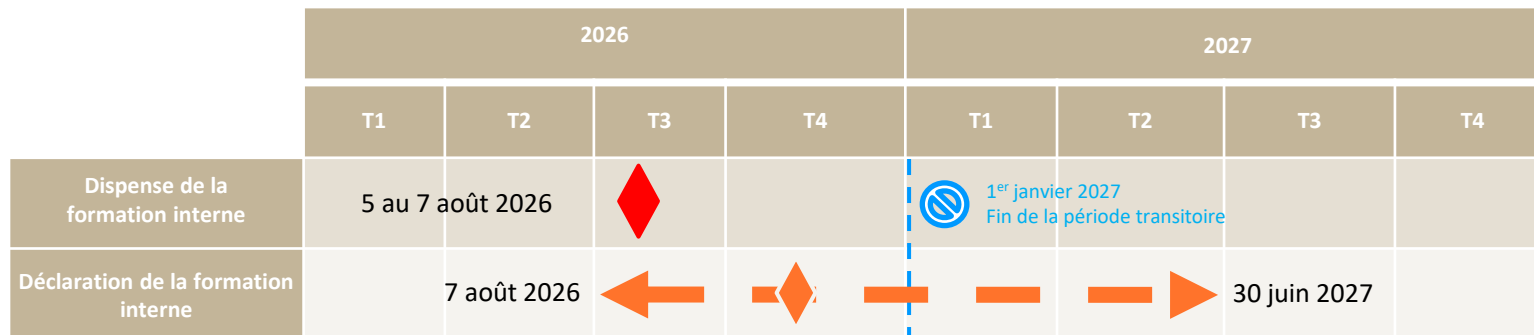 2026
2027
T1
T2
T3
T4
T1
T2
T3
T4
Dispense de la
formation interne
5 au 7 août 2026
1er janvier 2027
Fin de la période transitoire
Déclaration de la formation
interne
7 août 2026
30 juin 2027